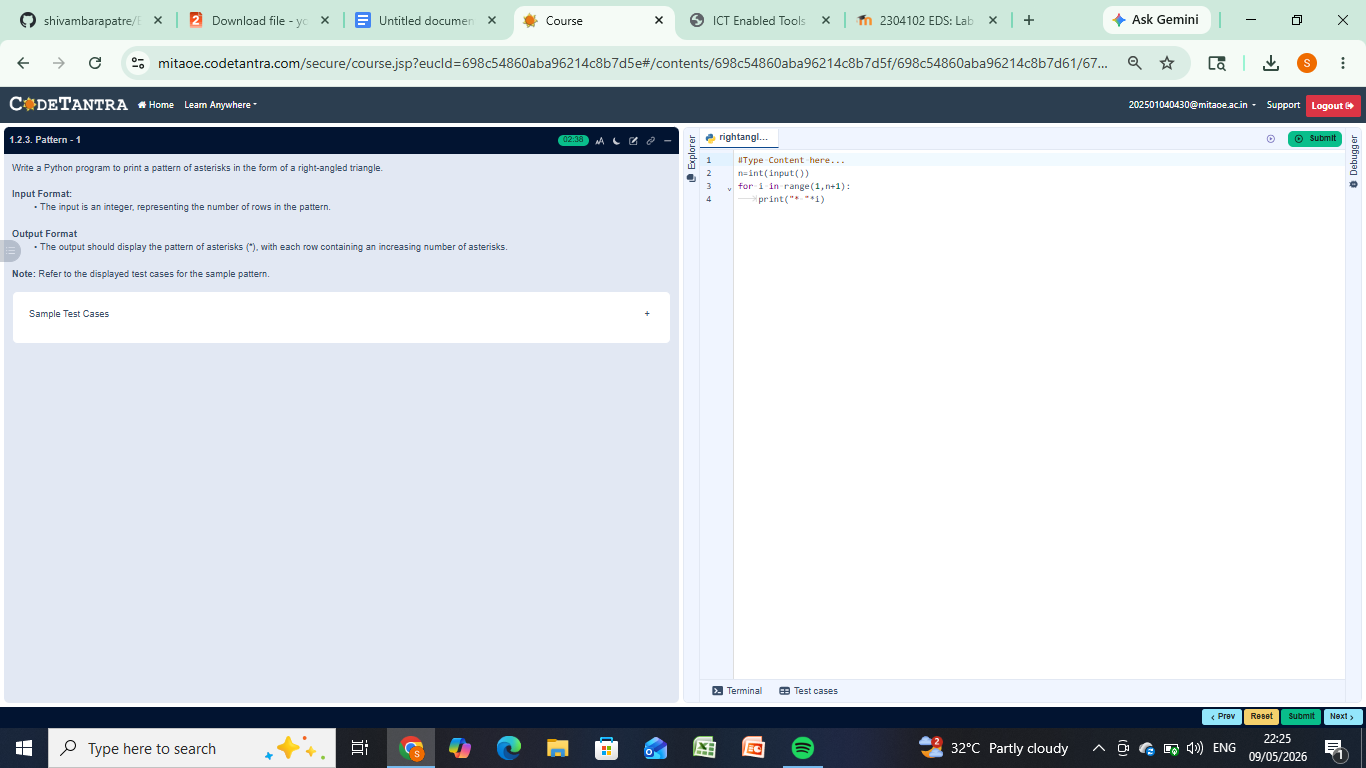 shivambarapatre/E
Download file - yo
Untitled documen
Course
ICT Enabled Tools
2304102 EDS: Lab
Ask Gemini
mitaoe.codetantra.com/secure/course.jsp?eucId=698c54860aba96214c8b7d5e#/contents/698c54860aba96214c8b7d5f/698c54860aba96214c8b7d61/67...
S
CODETANTRA
Home
Learn Anywhere
202501040430@mitaoe.ac.in
Support
Logout
1.2.3. Pattern - 1
02:38
AA
Write a Python program to print a pattern of asterisks in the form of a right-angled triangle.
Input Format:
• The input is an integer, representing the number of rows in the pattern.
Output Format
• The output should display the pattern of asterisks (*), with each row containing an increasing number of asterisks.
Note: Refer to the displayed test cases for the sample pattern.
Sample Test Cases
+
Explorer
rightangl...
Submit
Debugger
1 #Type Content here...
2 n=int(input())
3 for i in range(1,n+1):
4 print("* "*i)
Terminal
Test cases
‹ Prev
Reset
Submit
Next ›
Type here to search
32°C Partly cloudy
ENG
22:25
09/05/2026
1